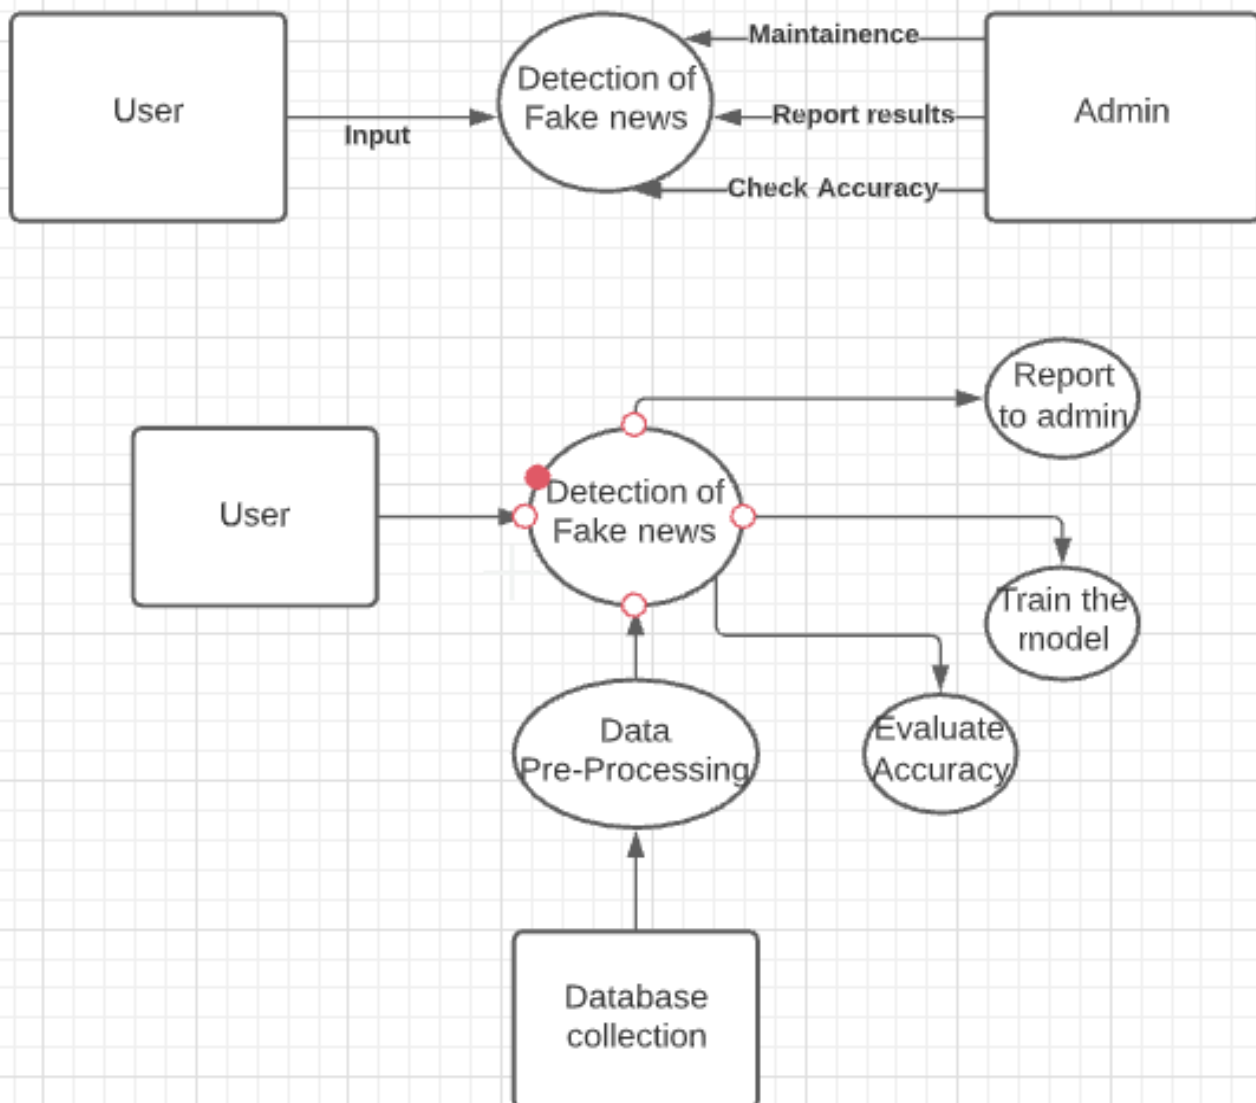 User
Input
Detection of
Fake news
Maintainence
Report results
Check Accuracy
Admin
User
Detection of
Fake news
Report
to admin
Train the
model
Evaluate
Accuracy
Data
Pre-Processing
Database
collection